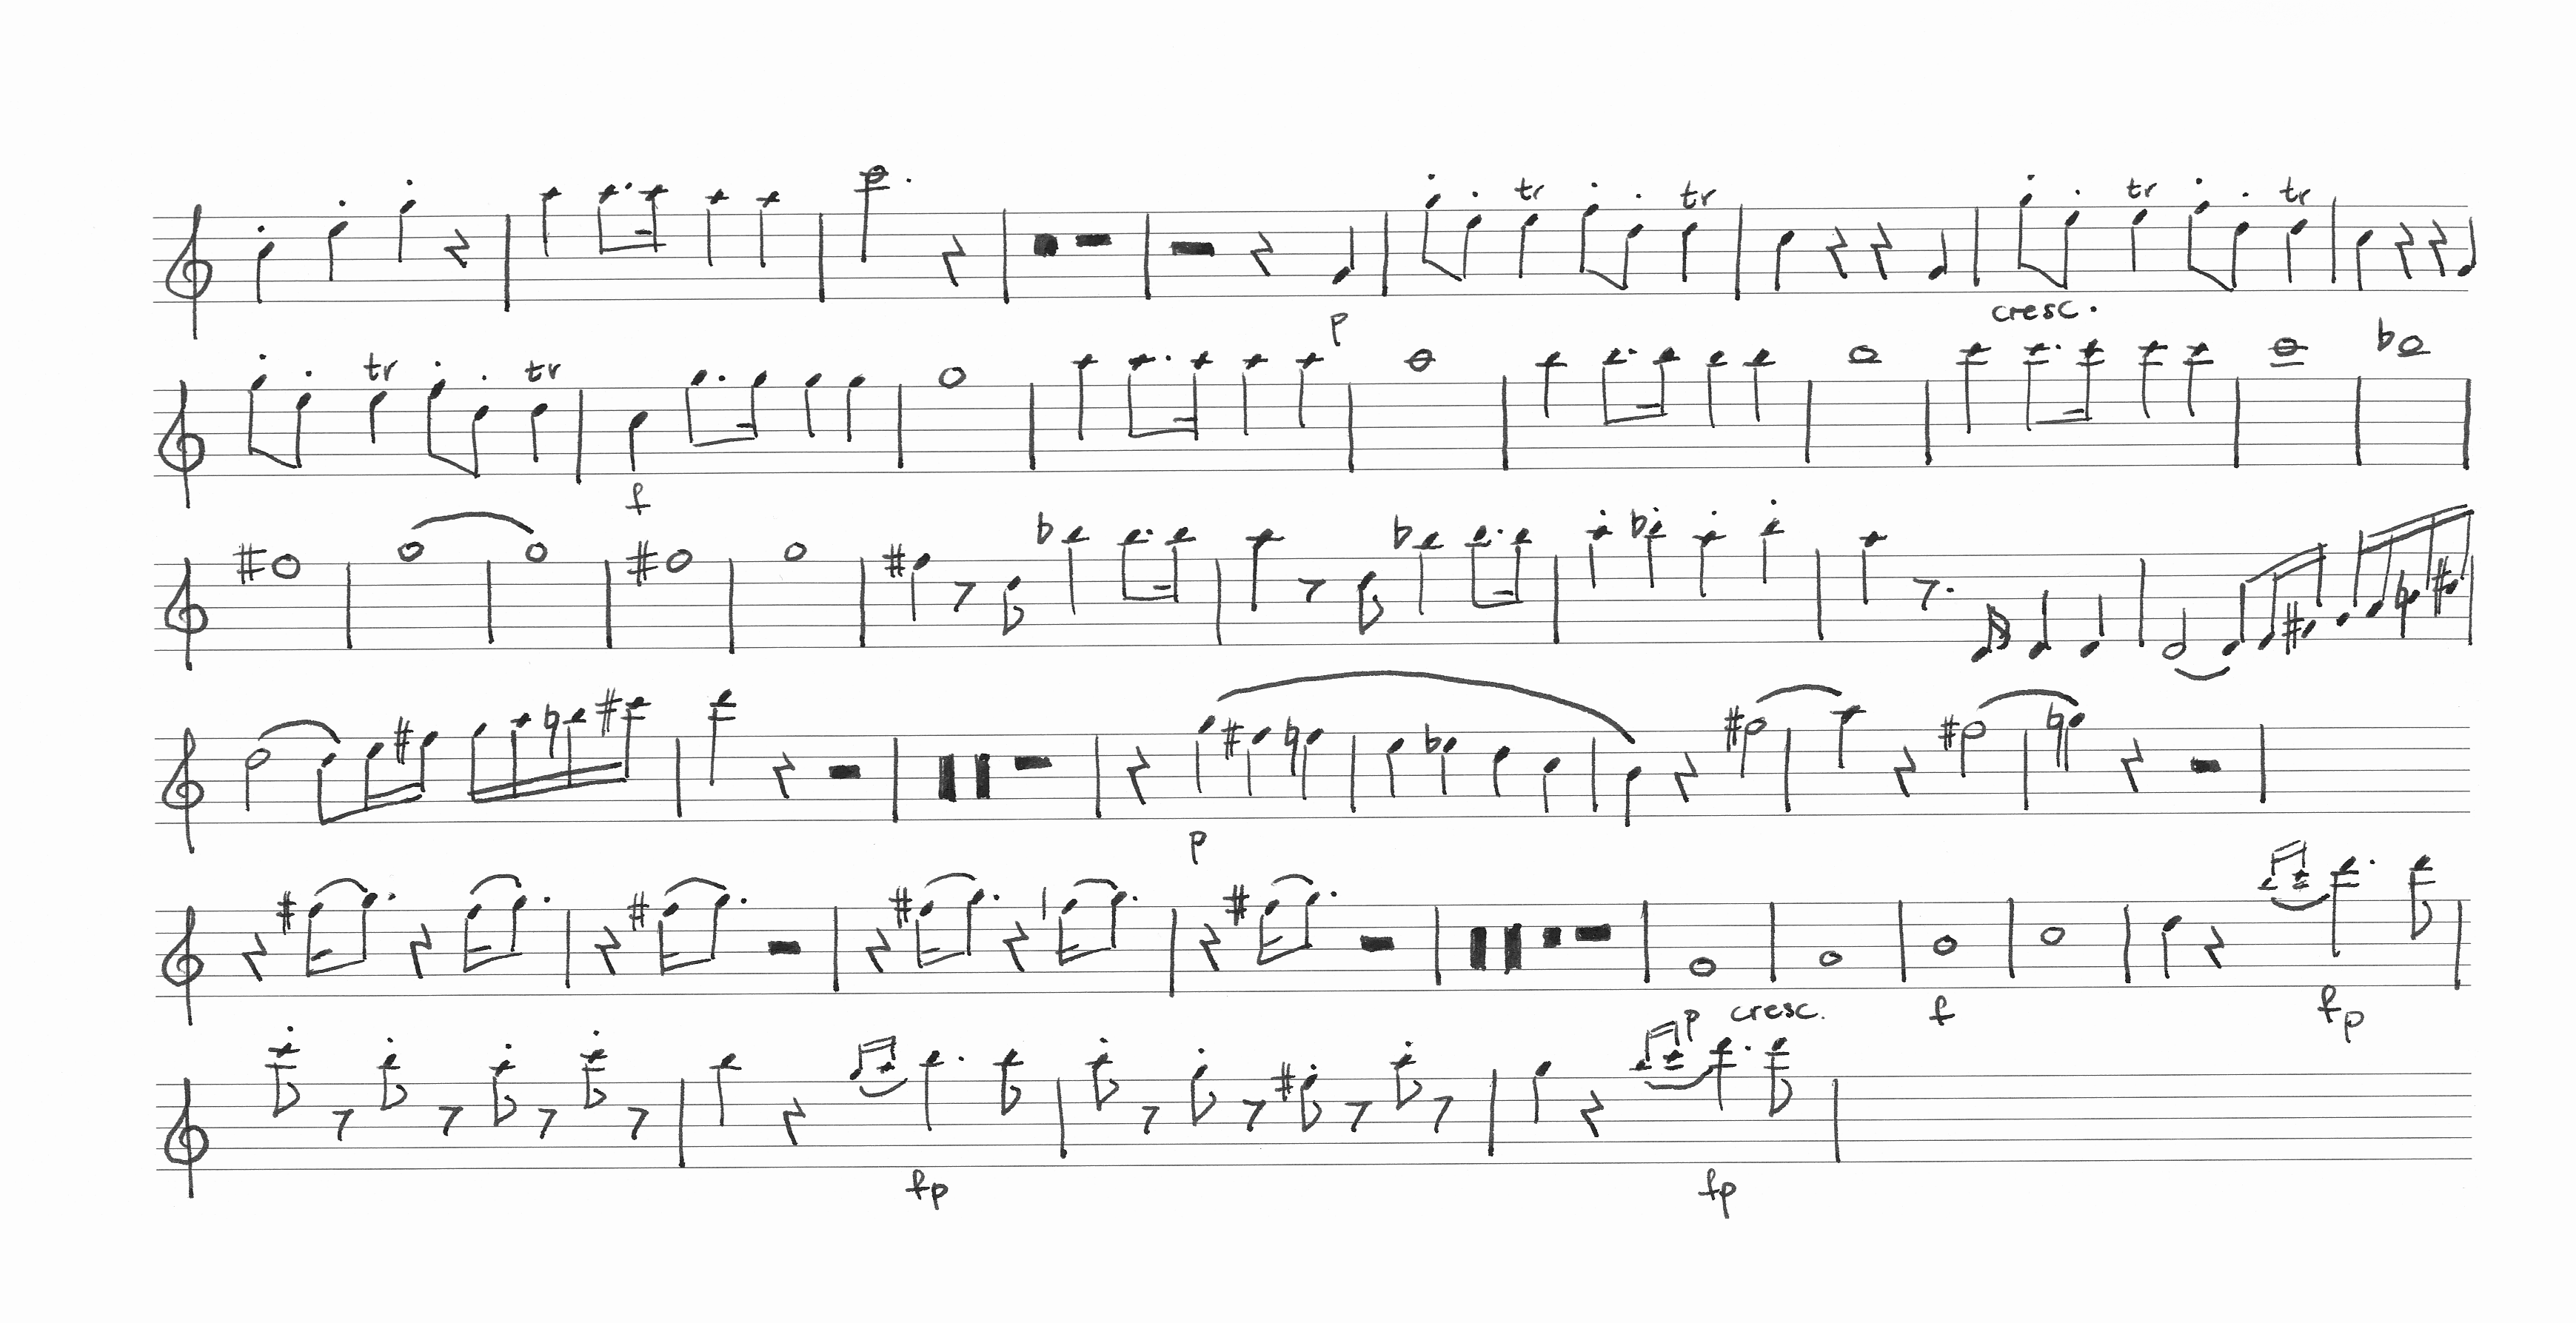 tr tr tr tr
p cresc.
tr tr
f
p
p cresc. f fp
fp fp